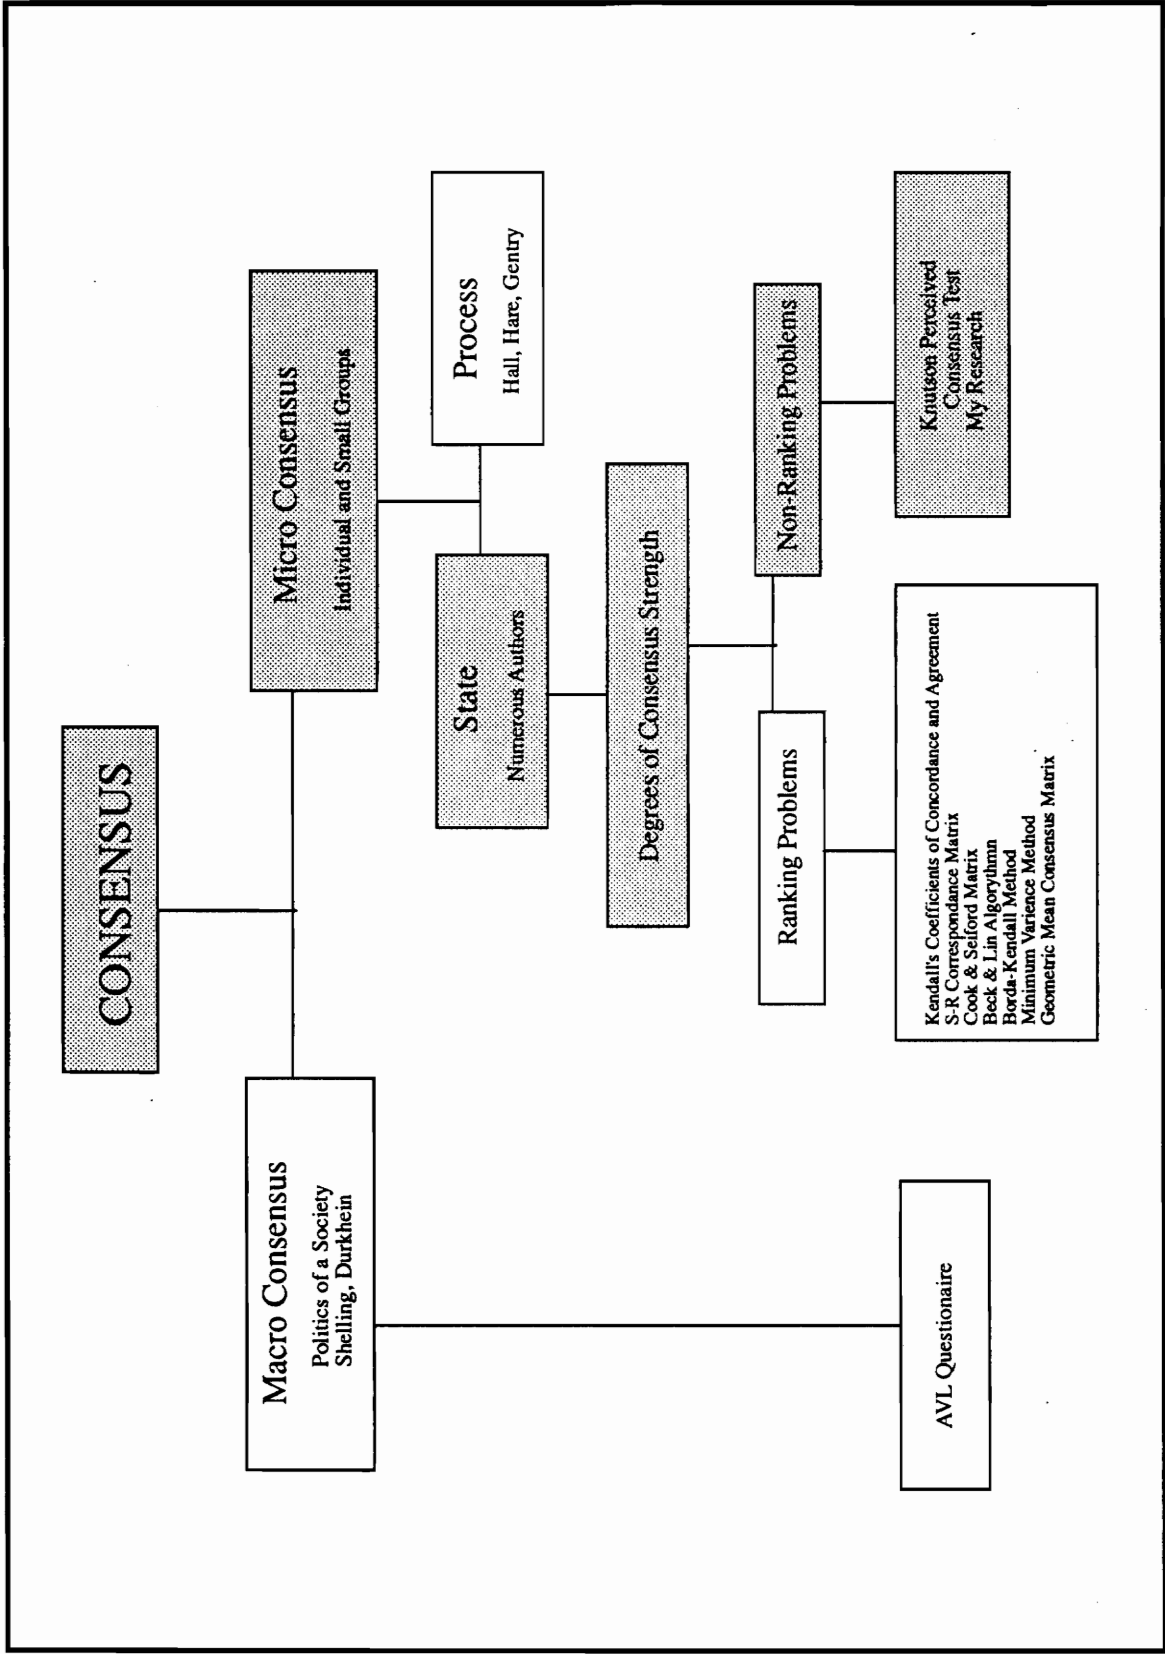 CONSENSUS
Macro Consensus
Politics of a Society
Shelling, Durkhein
Micro Consensus
Individual and Small Groups
State
Numerous Authors
Process
Hall, Hare, Gentry
Degrees of Consensus Strength
Ranking Problems
Non-Ranking Problems
AVL Questionaire
Kendall's Coefficients of Concordance and Agreement
S-R Correspondance Matrix
Cook & Seiford Matrix
Beck & Lin Algorythmn
Borda-Kendall Method
Minimum Varience Method
Geometric Mean Consensus Matrix
Knutson Perceived
Consensus Test
My Research